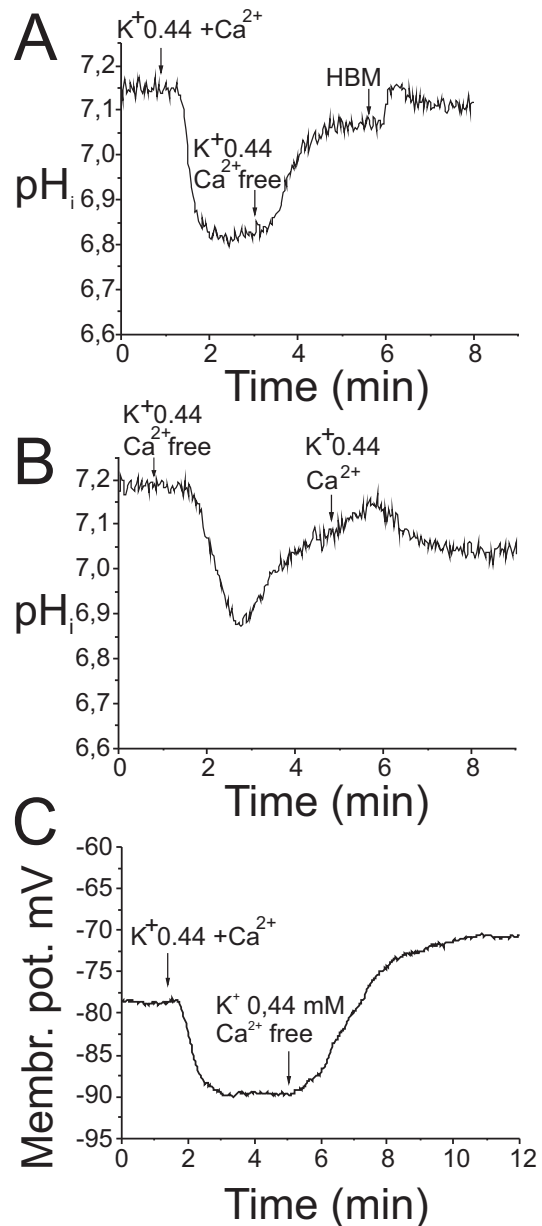 A
K+0.44 +Ca2+
7,2
7,1
HBM
7,0
K+0.44
Ca2+free
pHi
6,9
6,8
6,7
6,6
0 2 4 6 8
Time (min)
B
K+0.44
Ca2+free
K+0.44
Ca2+
7,2
7,1
7,0
pHi
6,9
6,8
6,7
6,6
0 2 4 6 8
Time (min)
C
Membr. pot. mV
-60
-65
-70
K+0.44 +Ca2+
-75
K+ 0,44 mM
Ca2+ free
-80
-85
-90
-95
0 2 4 6 8 10 12
Time (min)